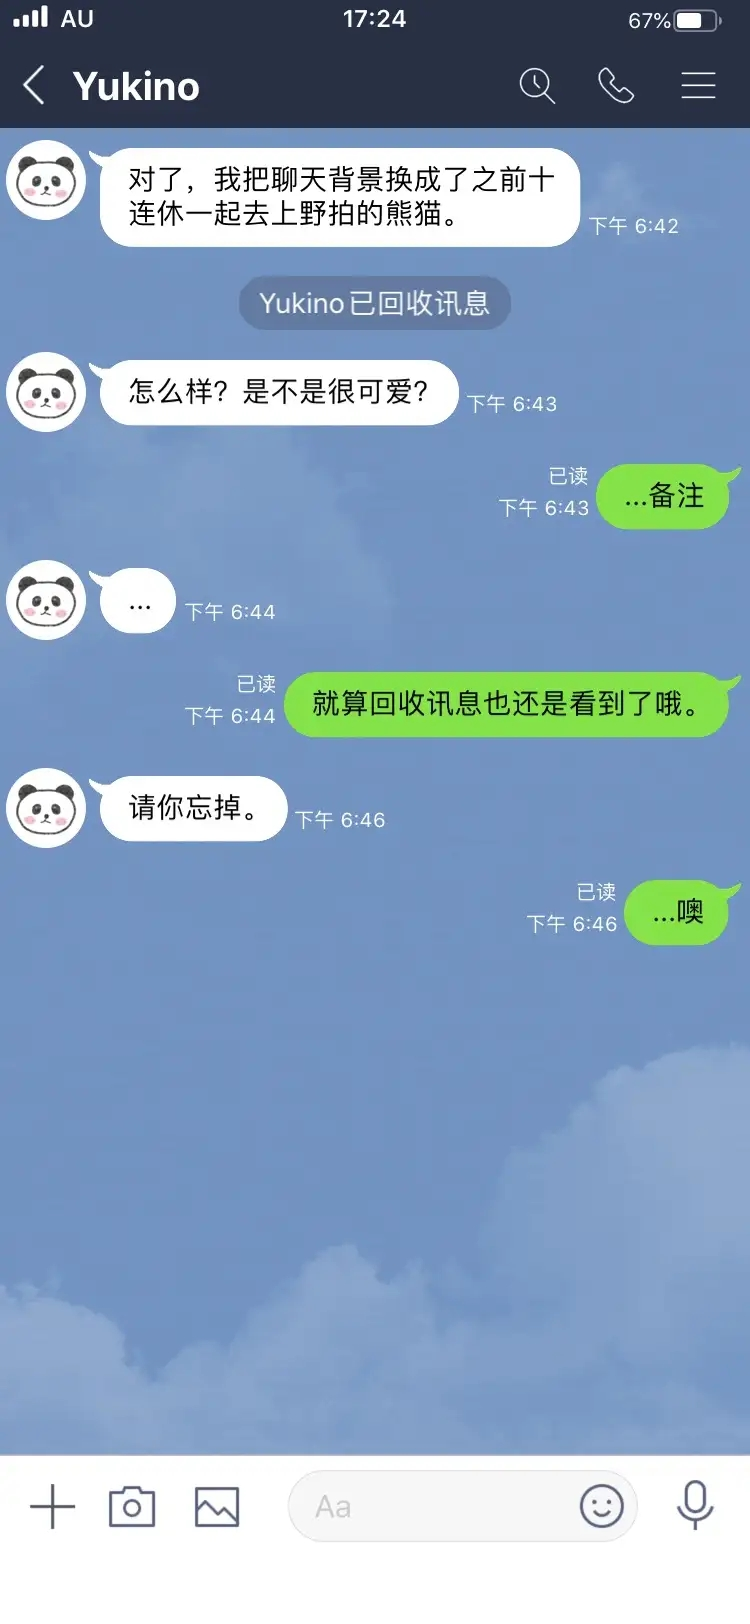 AU
17:24
67%
Yukino
对了，我把聊天背景换成了之前十
连休一起去上野拍的熊猫。
下午 6:42
Yukino已回收讯息
怎么样？是不是很可爱？
下午 6:43
已读
下午 6:43
...备注
...
下午 6:44
已读
下午 6:44
就算回收讯息也还是看到了哦。
请你忘掉。
下午 6:46
已读
下午 6:46
...噢
Aa